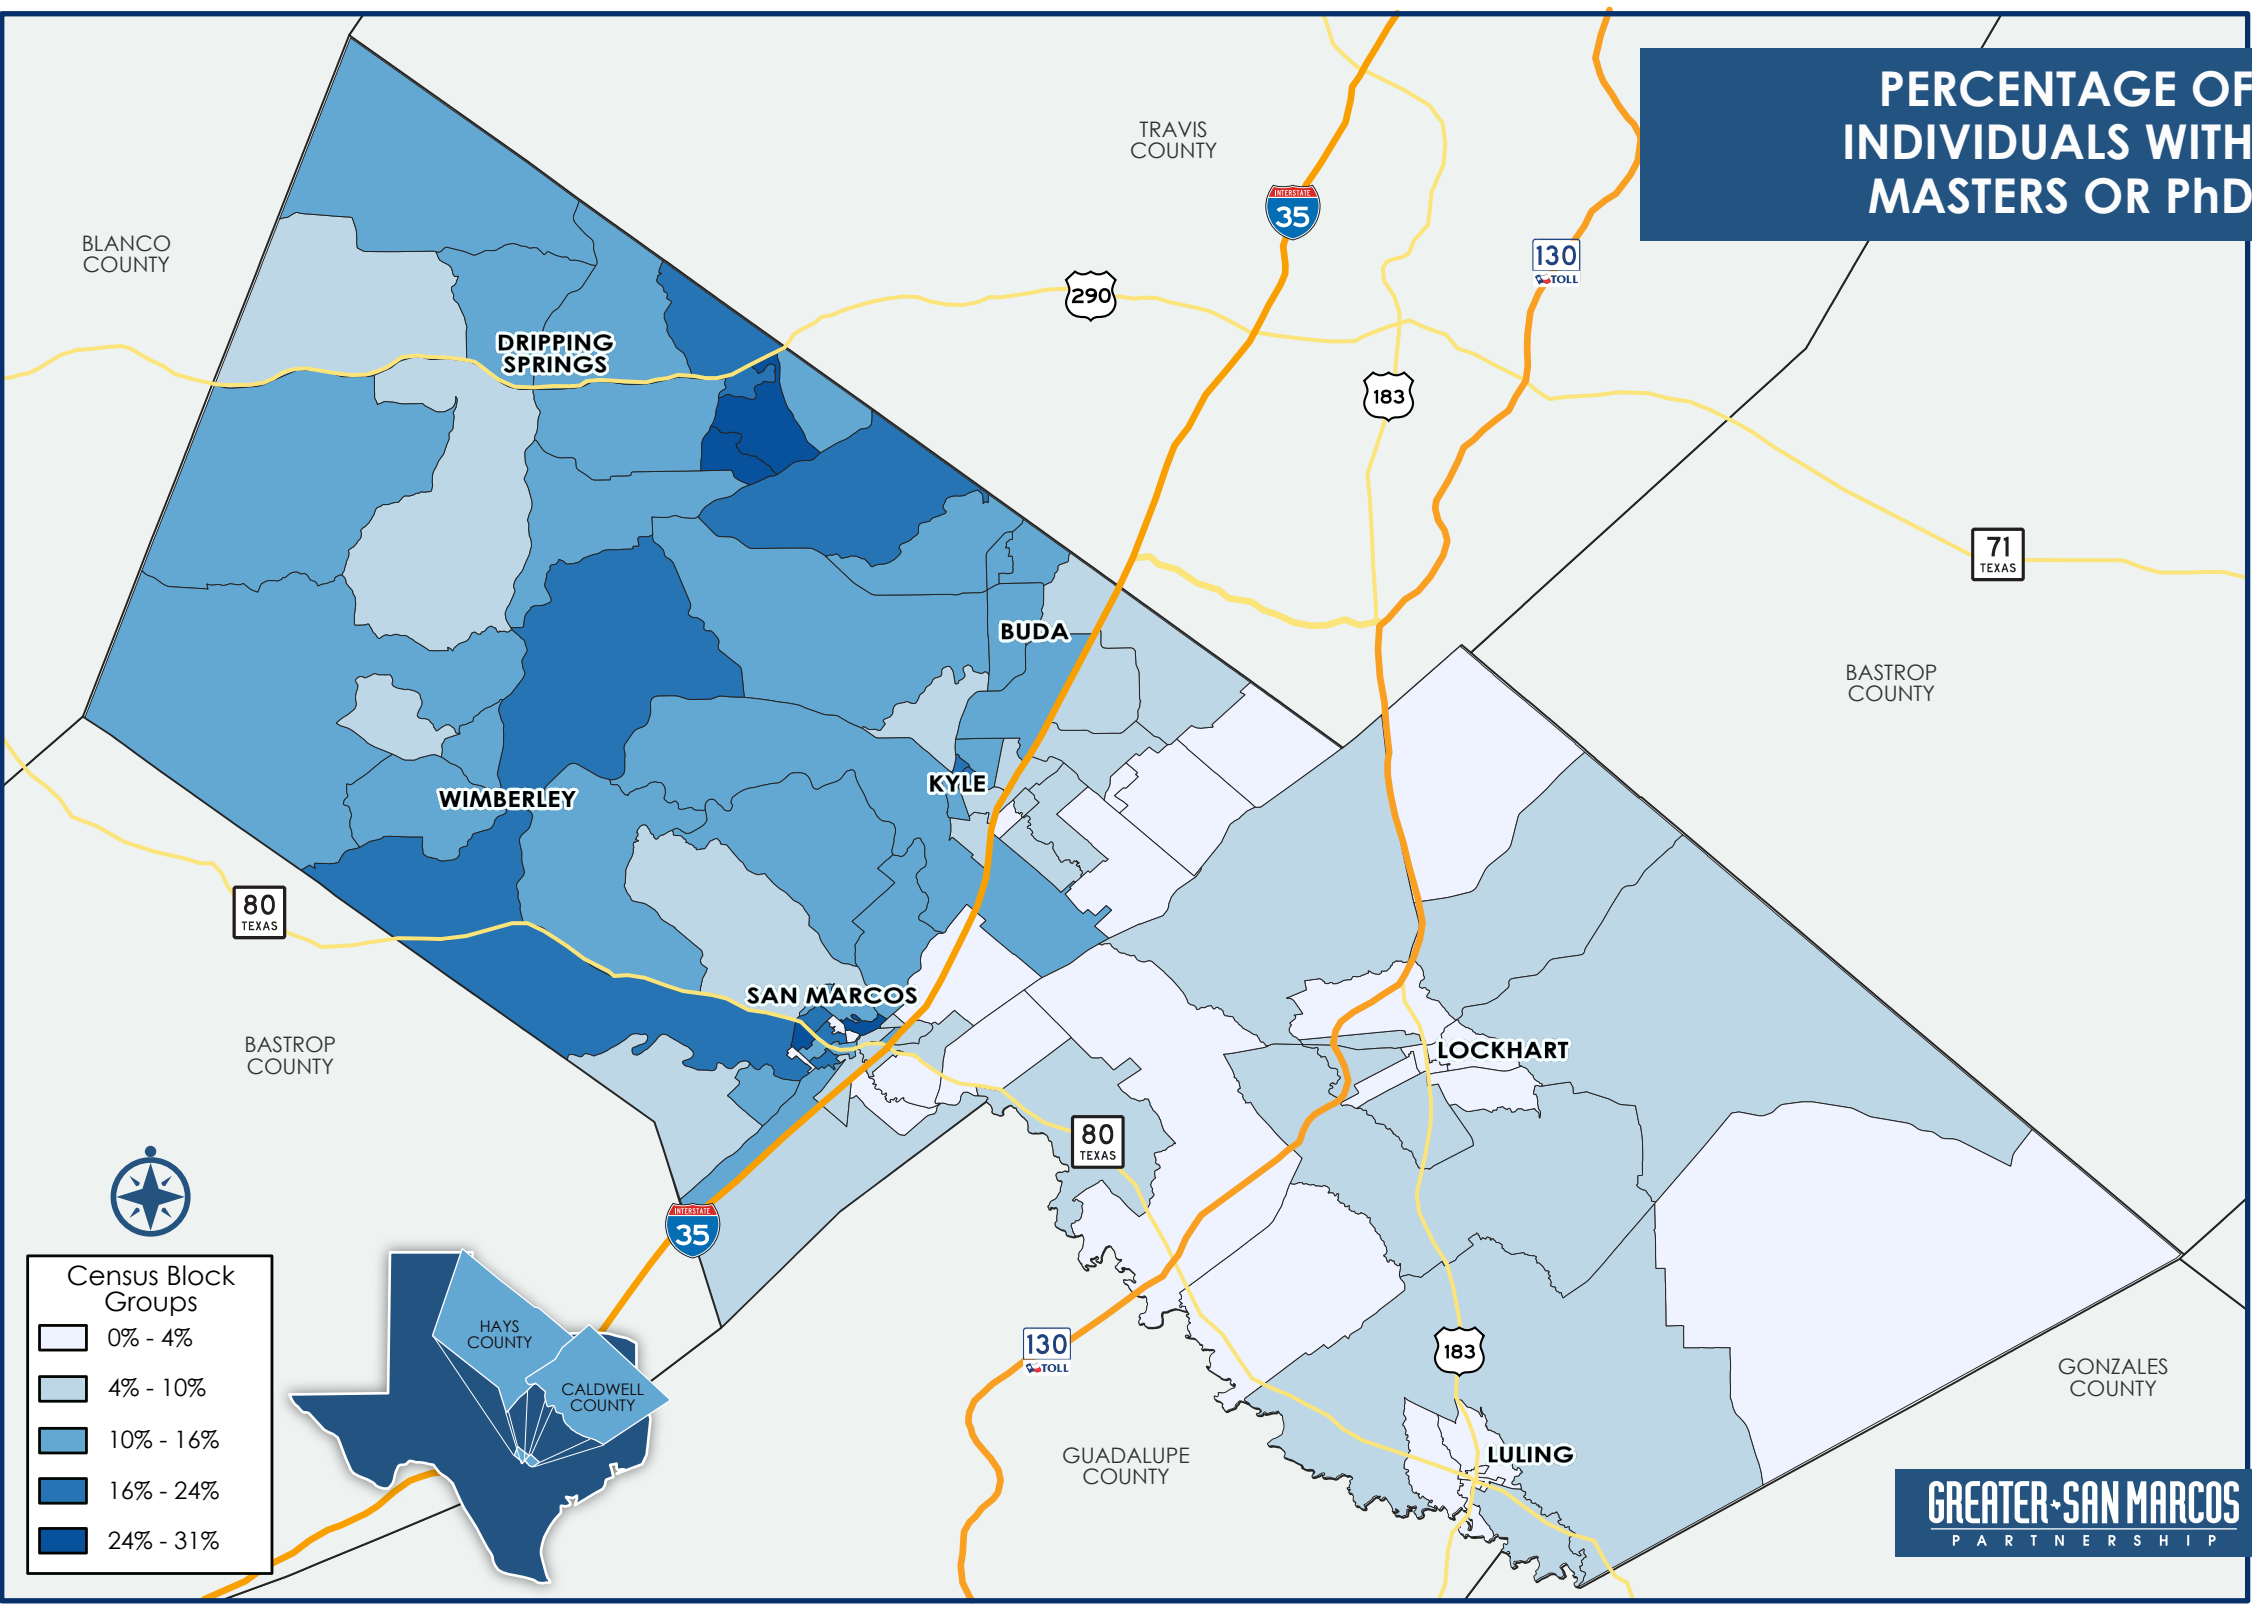 PERCENTAGE OF
INDIVIDUALS WITH
MASTERS OR PhD
TRAVIS
COUNTY
INTERSTATE
35
BLANCO
COUNTY
130
TOLL
290
DRIPPING
SPRINGS
183
71
TEXAS
BUDA
BASTROP
COUNTY
KYLE
WIMBERLEY
80
TEXAS
SAN MARCOS
BASTROP
COUNTY
LOCKHART
80
TEXAS
INTERSTATE
35
Census Block
Groups
0% - 4%
4% - 10%
10% - 16%
16% - 24%
24% - 31%
HAYS
COUNTY
CALDWELL
COUNTY
130
TOLL
183
GONZALES
COUNTY
GUADALUPE
COUNTY
LULING
GREATER SAN MARCOS
PARTNERSHIP